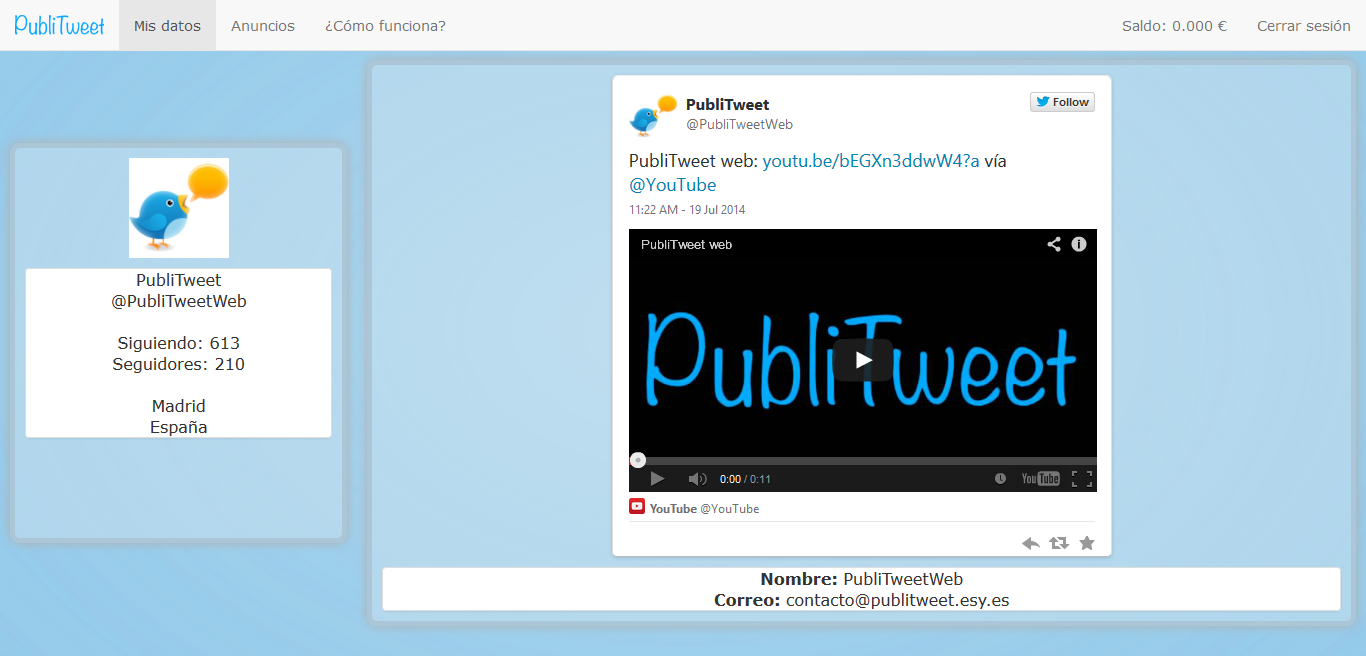 PubliTweet Mis datos Anuncios ¿Cómo funciona? Saldo: 0.000 € Cerrar sesión
PubliTweet
@PubliTweetWeb
Siguiendo: 613
Seguidores: 210
Madrid
España
PubliTweet
@PubliTweetWeb
Follow
PubliTweet web: youtu.be/bEGXn3ddwW4?a vía
@YouTube
11:22 AM - 19 Jul 2014
PubliTweet web
PubliTweet
0:00 / 0:11
YouTube
YouTube @YouTube
Nombre: PubliTweetWeb
Correo: contacto@publitweet.esy.es